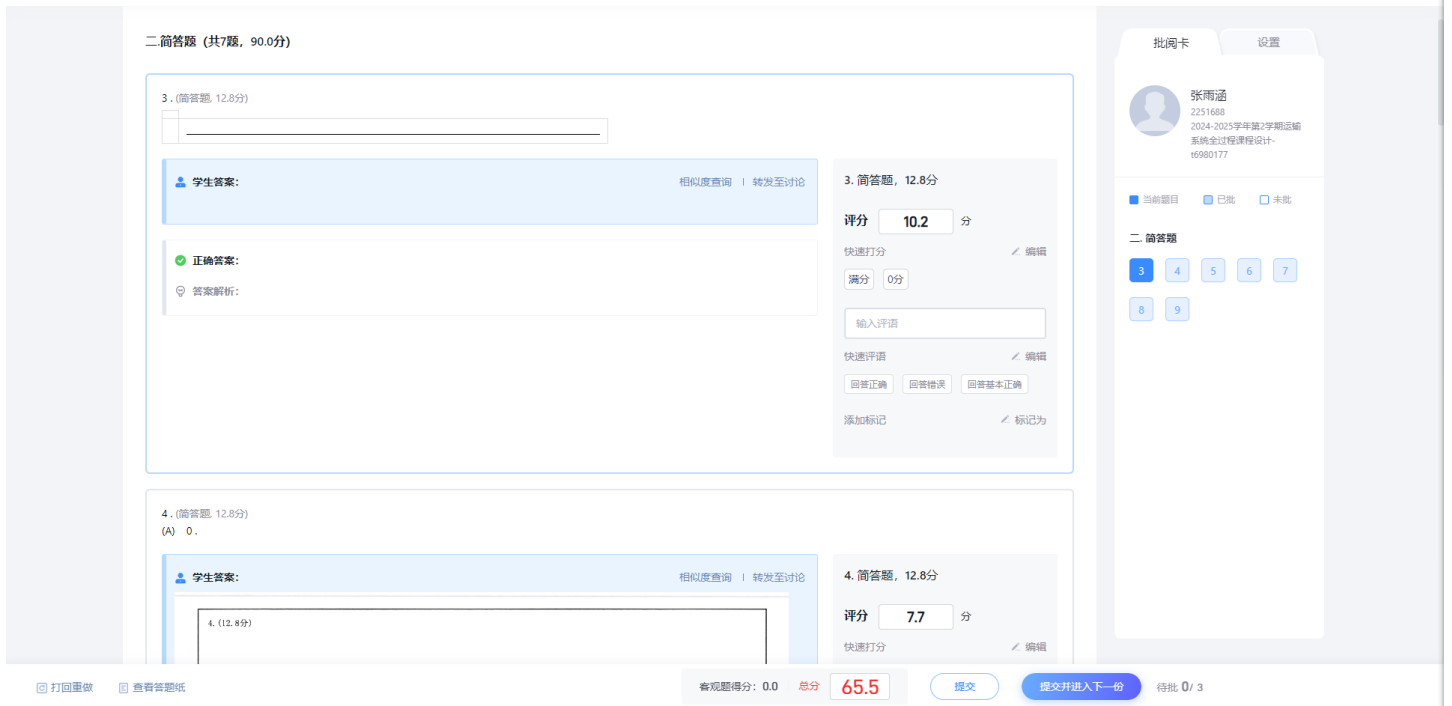 二.简答题（共7题，90.0分）
3 . (简答题, 12.8分)
学生答案：
相似度查询 | 转发至讨论
正确答案：
答案解析：
3. 简答题，12.8分
评分 10.2 分
快速打分 编辑
满分 0分
输入评语
快速评语 编辑
回答正确 回答错误 回答基本正确
添加标记 标记为
4 . (简答题, 12.8分)
(A) 0 .
学生答案：
相似度查询 | 转发至讨论
4. (12.8分)
4. 简答题，12.8分
评分 7.7 分
快速打分 编辑
批阅卡 设置
张雨涵
2251688
2024-2025学年第2学期运输
系统全过程课程设计-
t6980177
当前题目 已批 未批
二. 简答题
3 4 5 6 7
8 9
打回重做 查看答题纸 客观题得分：0.0 总分 65.5 提交 提交并进入下一份 待批 0/ 3